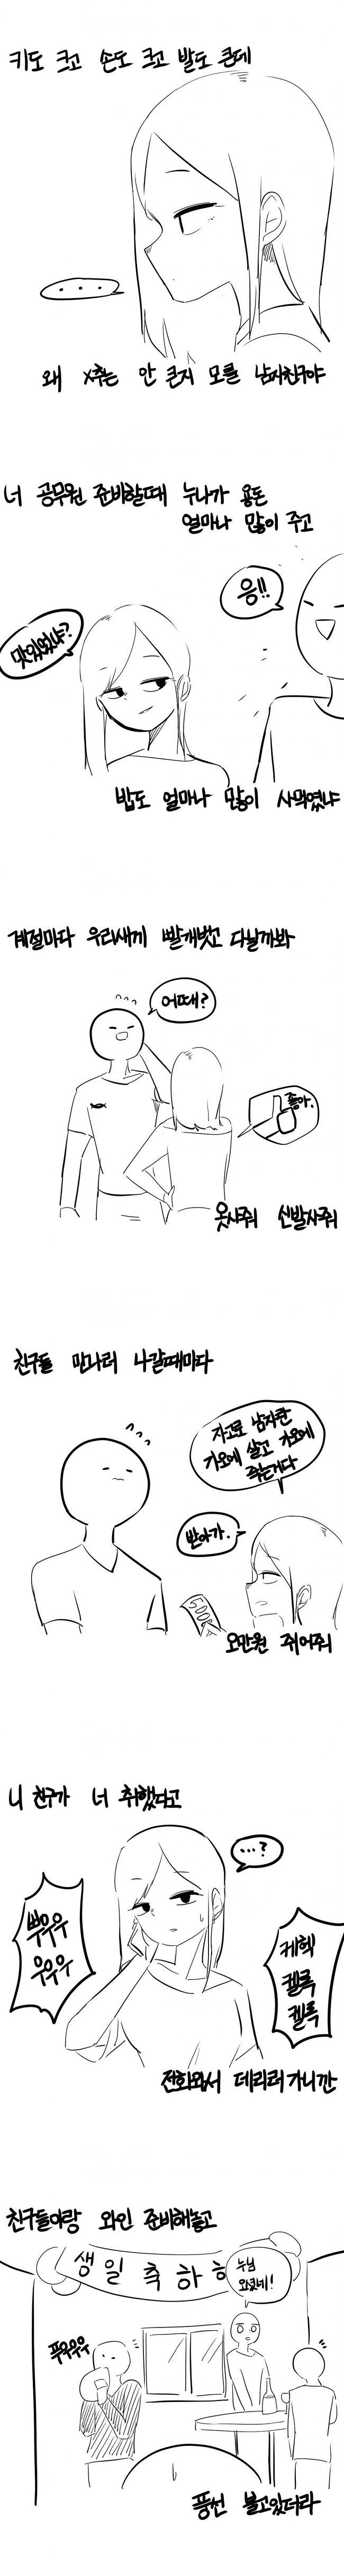 키도 크고 손도 크고 발도 큰데
...
왜 X추는 안 큰지 모를 남자친구야
너 공무원 준비할때 누나가 용돈
얼마나 많이 주고
응!!
맛있었냐?
밥도 얼마나 많이 사먹였냐
계절마다 우리새끼 빨개벗고 다닐까봐
어때?
좋아.
옷사줘 신발사줘
친구들 만나러 나갈때마다
자고로 남자란
가오에 살고 가오에
죽는거다
받아가.
500K
오만원 쥐어줘
니 친구가 너 취했다고
...?
뿌우우
우우우
케헥
켈록
켈록
전화와서 데리러가니깐
친구들이랑 와인 준비해놓고
생일축하하
누님
와놨네!
푸우우우
풍선 불고있더라